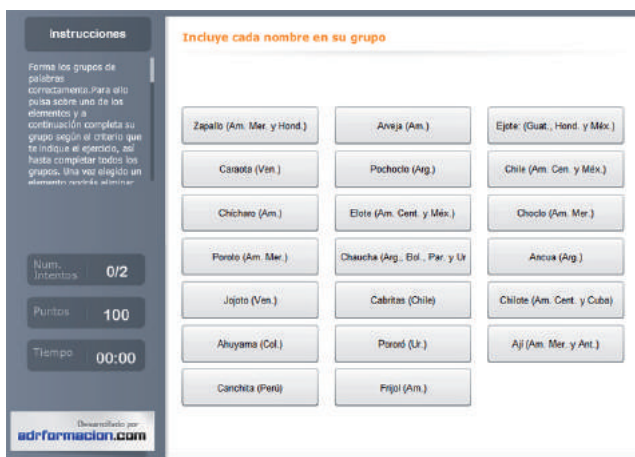 Instrucciones
Forma los grupos de
palabras
correctamente.Para ello
pulsa sobre uno de los
elementos y a
continuación completa su
grupo según el criterio que
te indique el ejercicio, así
hasta completar todos los
grupos. Una vez elegido un
elemento podrás eliminar
Num.
Intentos 0/2
Puntos 100
Tiempo 00:00
Desarrollado por
adrformacion.com
Incluye cada nombre en su grupo
Zapallo (Am. Mer. y Hond.)
Arveja (Am.)
Ejote: (Guat., Hond. y Méx.)
Caraota (Ven.)
Pochoclo (Arg.)
Chile (Am. Cen. y Méx.)
Chícharo (Am.)
Elote (Am. Cent. y Méx.)
Choclo (Am. Mer.)
Poroto (Am. Mer.)
Chaucha (Arg., Bol., Par. y Ur
Ancua (Arg.)
Jojoto (Ven.)
Cabritas (Chile)
Chilote (Am. Cent. y Cuba)
Ahuyama (Col.)
Pororó (Ur.)
Ají (Am. Mer. y Ant.)
Canchita (Perú)
Frijol (Am.)